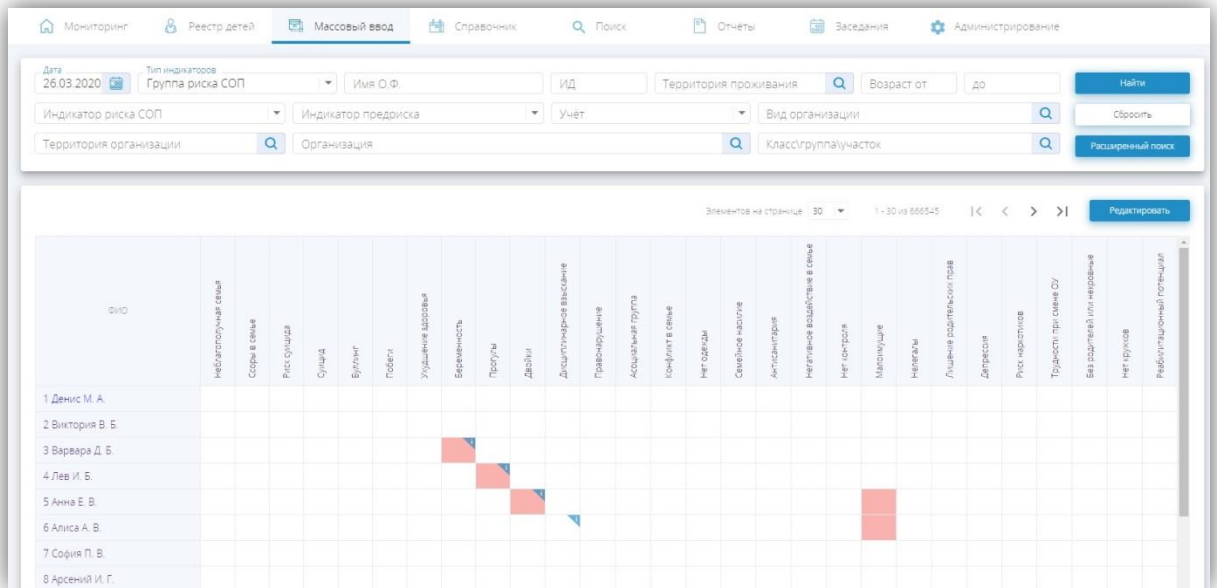 Мониторинг Реестр детей Массовый ввод Справочник Поиск Отчёты Заседания Администрирование
Дата Тип индикаторов
26.03.2020 Группа риска СОП Имя О.Ф. ИД Территория проживания Возраст от до Найти
Индикатор риска СОП Индикатор предриска Учёт Вид организации Сбросить
Территория организации Организация Класс\группа\участок Расширенный поиск
Элементов на странице 30 1 - 30 из 666545 Редактировать
ФИО
Неблагополучная семья
Ссоры в семье
Риск суицида
Суицид
Буллинг
Побеги
Ухудшение здоровья
Беременность
Прогулы
Двойки
Дисциплинарное взыскание
Правонарушение
Асоциальная группа
Конфликт в семье
Нет одежды
Семейное насилие
Антисанитария
Негативное воздействие в семье
Нет контроля
Малоимущие
Нелегалы
Лишение родительских прав
Депрессия
Риск наркотиков
Трудности при смене ОУ
Без родителей или некровные
Нет кружков
Реабилитационный потенциал
1 Денис М. А.
2 Виктория В. Б.
3 Варвара Д. Б.
4 Лев И. Б.
5 Анна Е. В.
6 Алиса А. В.
7 София П. В.
8 Арсений И. Г.